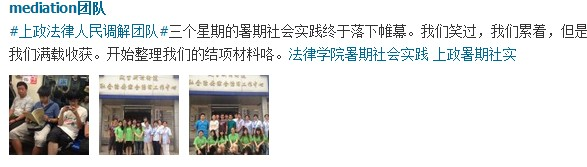 mediation团队
#上政法律人民调解团队#三个星期的暑期社会实践终于落下帷幕。我们笑过，我们累着，但是
我们满载收获。开始整理我们的结项材料咯。法律学院暑期社会实践 上政暑期社实